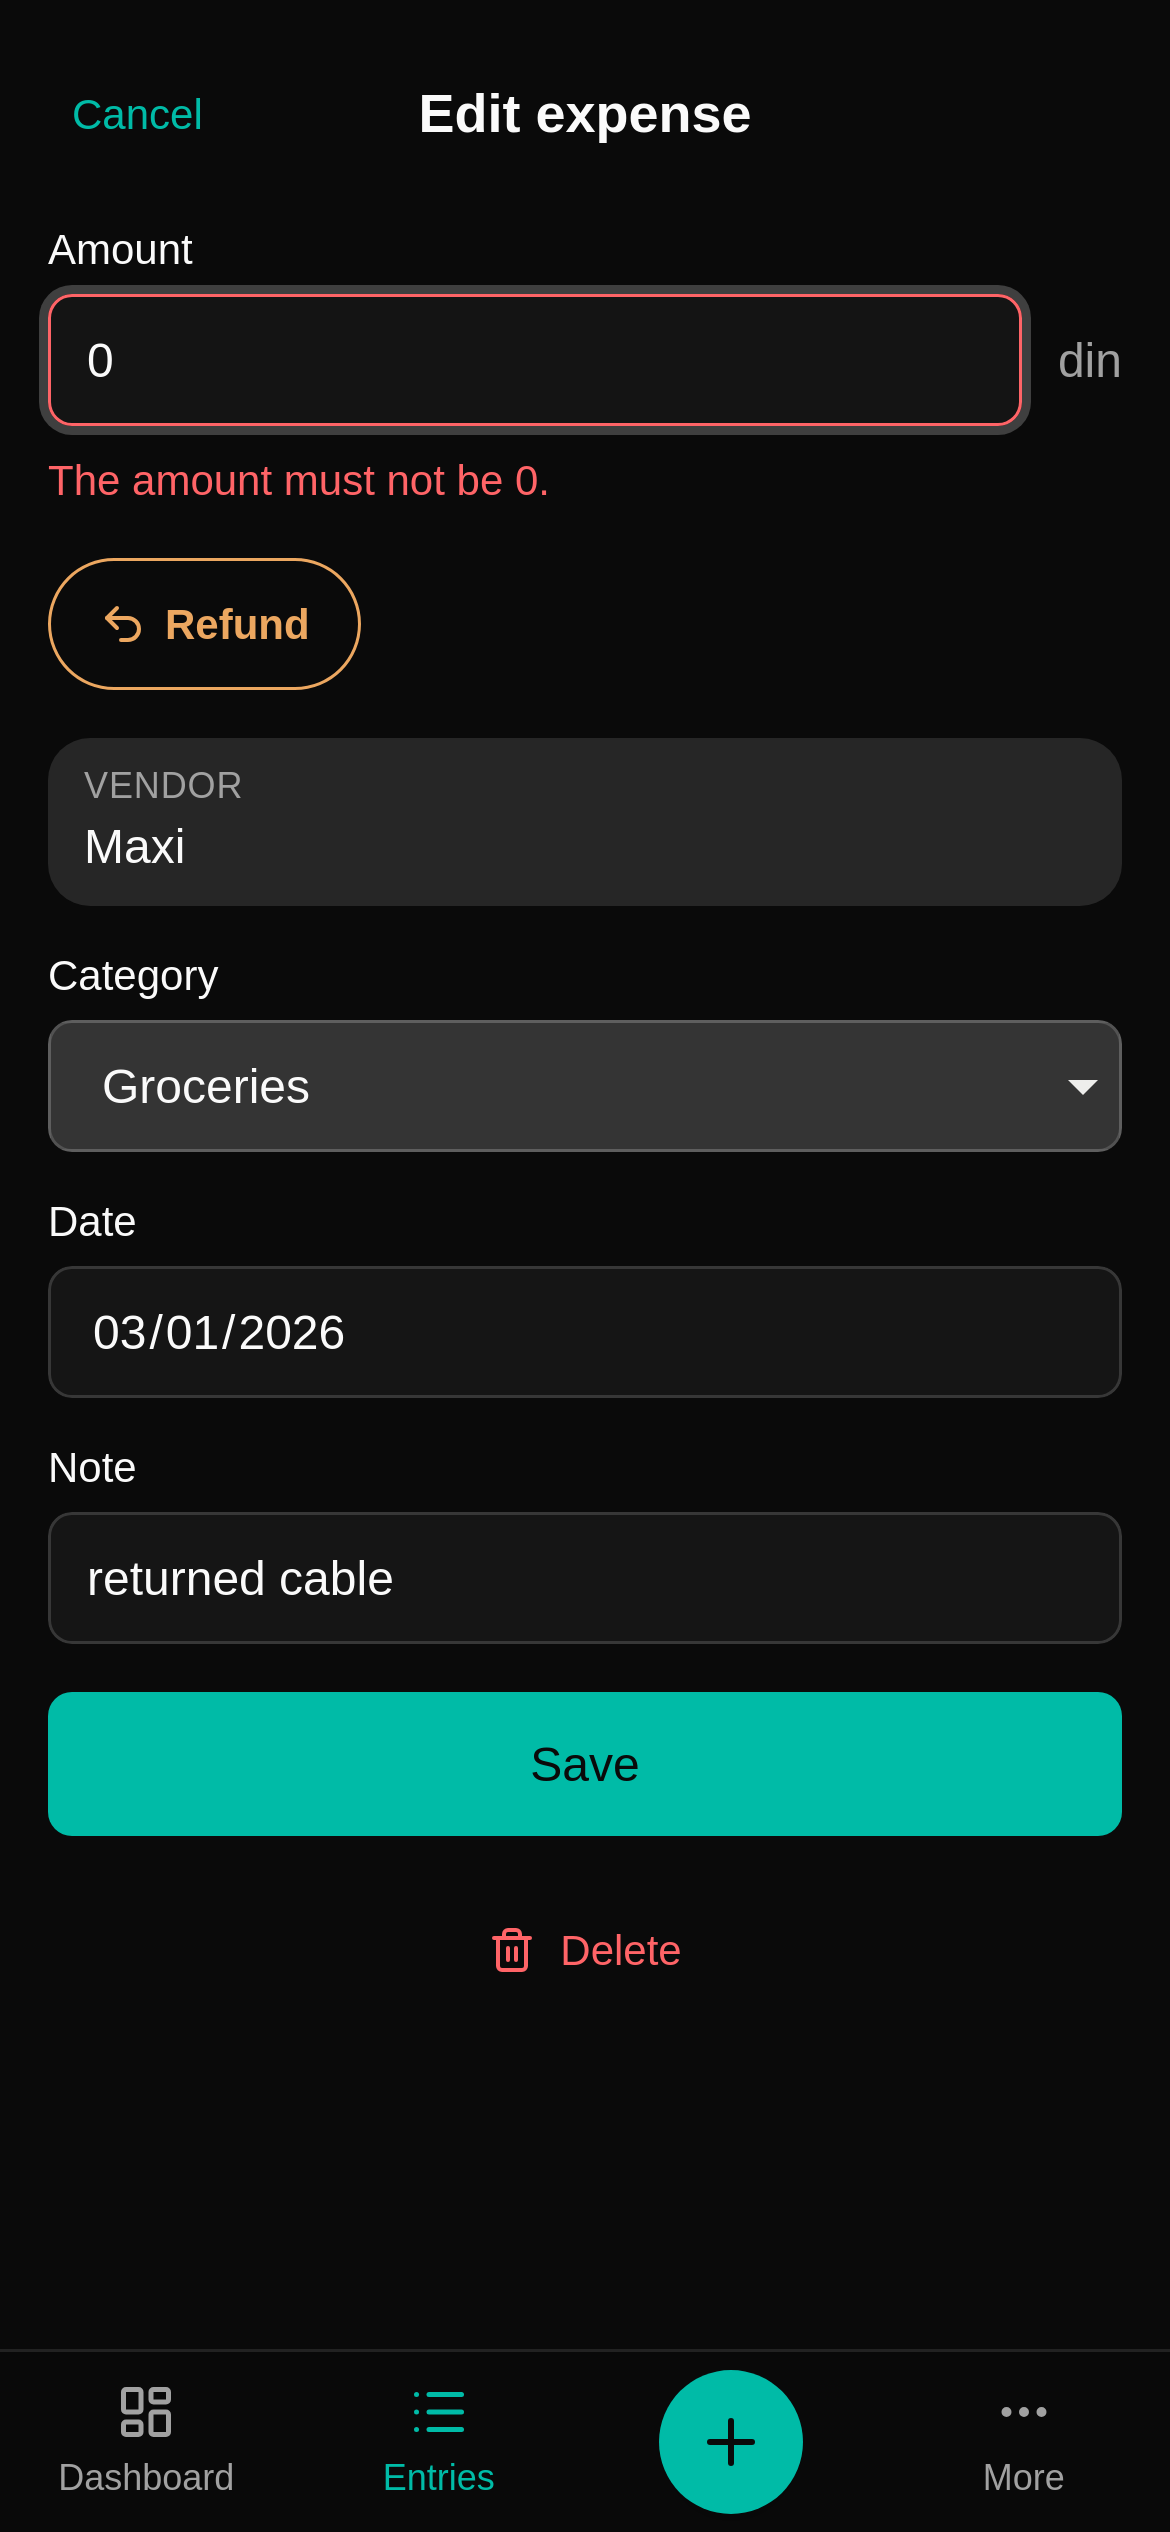 Cancel
Edit expense
Amount
0
din
The amount must not be 0.
Refund
VENDOR
Maxi
Category
Groceries
Date
03/01/2026
Note
returned cable
Save
Delete
Dashboard
Entries
More